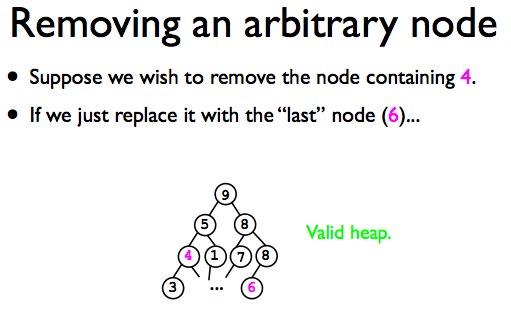 Removing an arbitrary node
• Suppose we wish to remove the node containing 4.
• If we just replace it with the “last” node (6)...
9
5 8
Valid heap.
4 1 7 8
3 ... 6